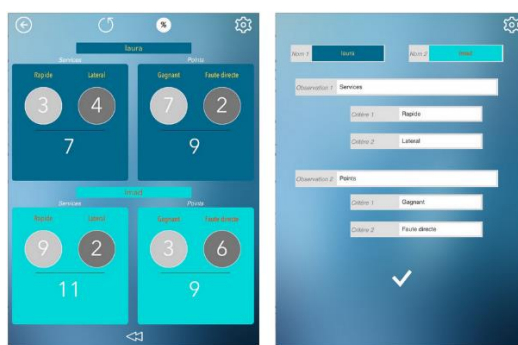 %
laura
Services Points
Rapide Lateral Gagnant Faute directe
3 4 7 2
7 9
imad
Services Points
Rapide Lateral Gagnant Faute directe
9 2 3 6
11 9
Nom 1 laura Nom 2 imad
Observation 1 Services
Critère 1 Rapide
Critère 2 Lateral
Observation 2 Points
Critère 1 Gagnant
Critère 2 Faute directe